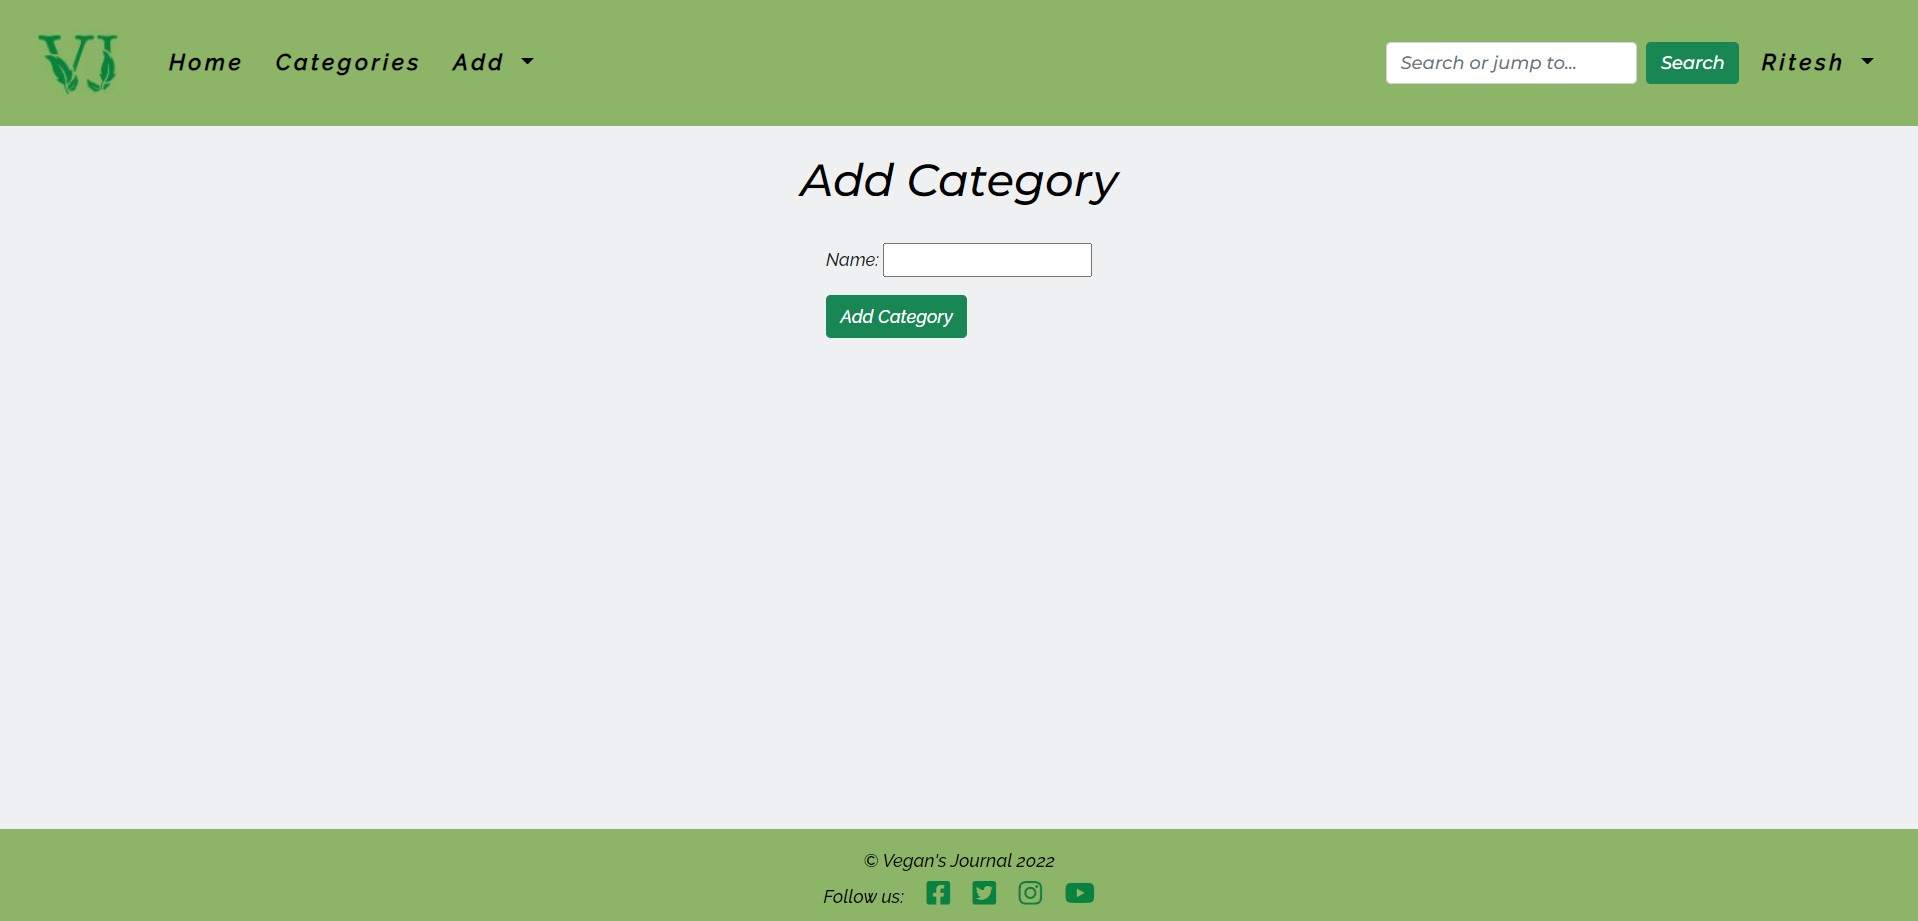 VJ
Home Categories Add
Search or jump to...
Search
Ritesh
Add Category
Name:
Add Category
© Vegan's Journal 2022
Follow us: